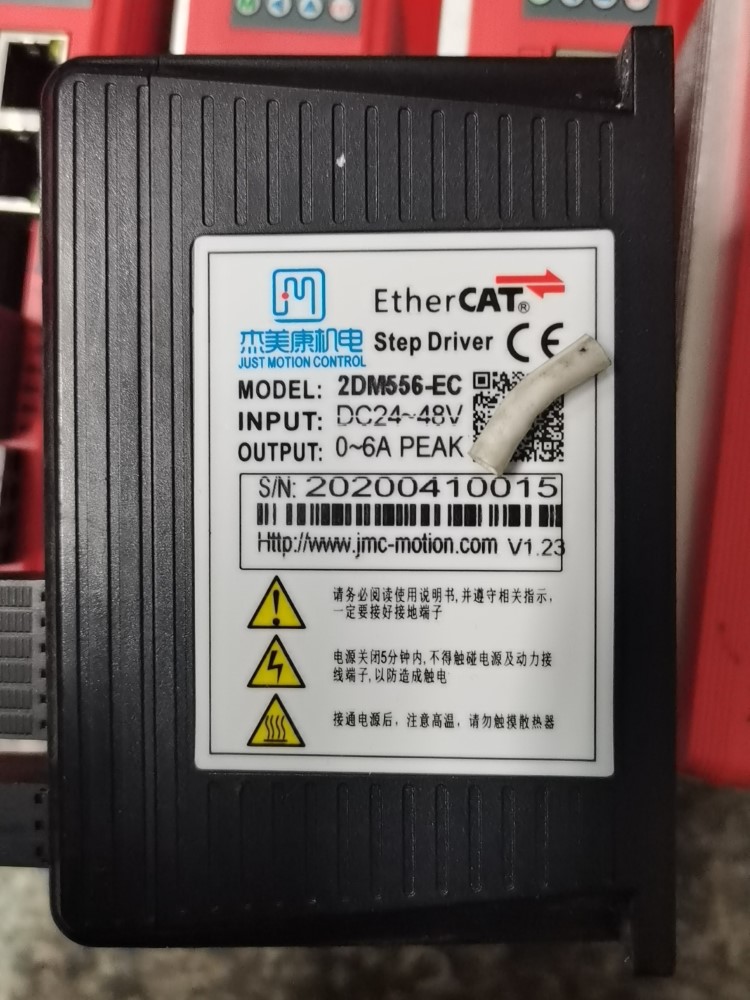 EtherCAT®
杰美康机电
JUST MOTION CONTROL
Step Driver CE
MODEL: 2DM556-EC
INPUT: DC24~48V
OUTPUT: 0~6A PEAK
S/N: 20200410015
Http://www.jmc-motion.com V1.23
请务必阅读使用说明书,并遵守相关指示,
一定要接好接地端子
电源关闭5分钟内,不得触碰电源及动力接
线端子,以防造成触电
接通电源后，注意高温，请勿触摸散热器